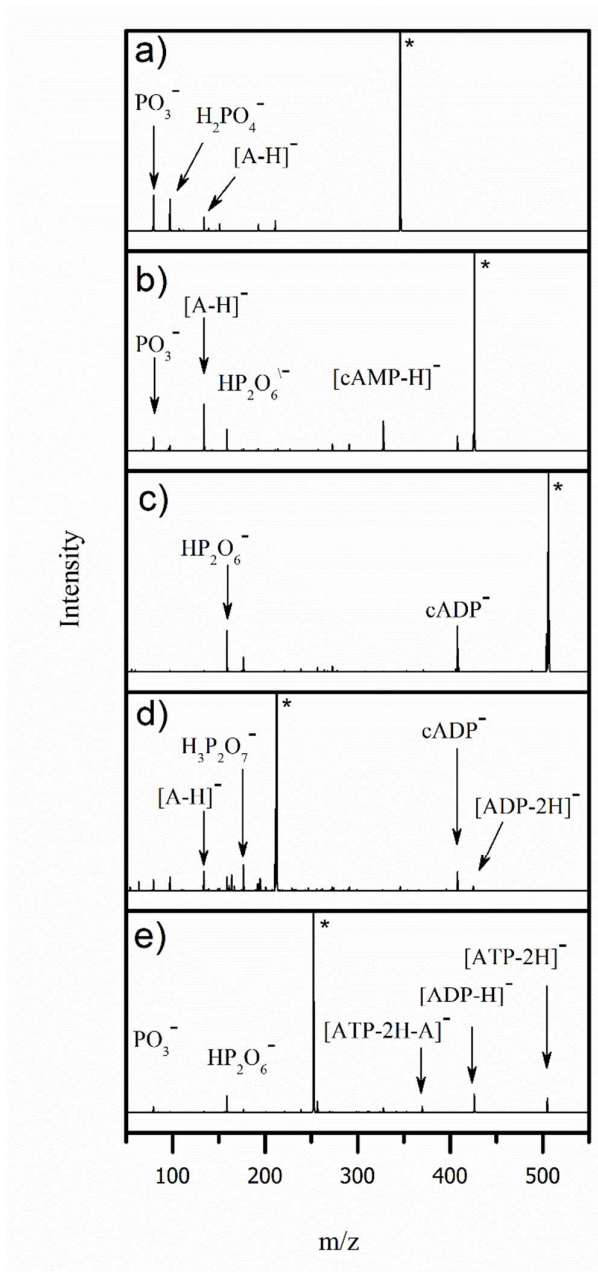 a)
*
PO₃⁻
H₂PO₄⁻
[A-H]⁻
b)
*
[A-H]⁻
PO₃⁻
HP₂O₆\⁻
[cAMP-H]⁻
c)
*
HP₂O₆⁻
cADP⁻
d)
*
H₃P₂O₇⁻
cADP⁻
[A-H]⁻
[ADP-2H]⁻
e)
*
[ATP-2H]⁻
[ADP-H]⁻
[ATP-2H-A]⁻
PO₃⁻
HP₂O₆⁻
Intensity
100 200 300 400 500
m/z